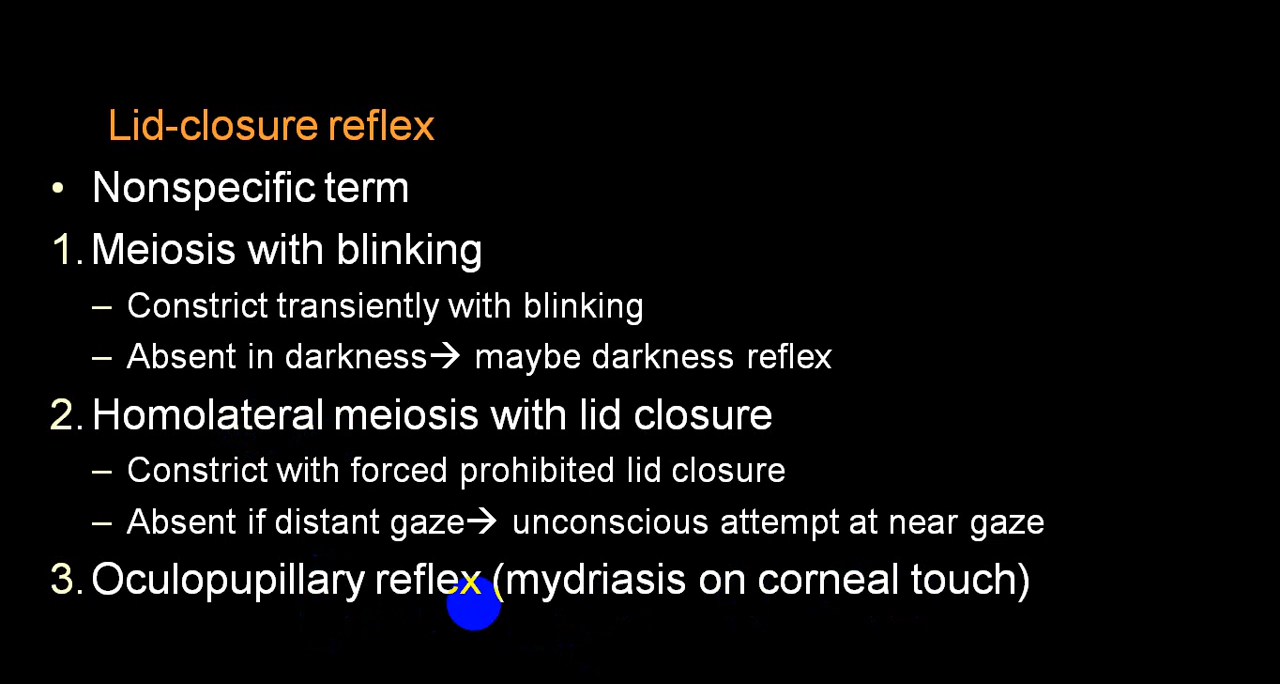 Lid-closure reflex
• Nonspecific term
1. Meiosis with blinking
– Constrict transiently with blinking
– Absent in darkness→ maybe darkness reflex
2. Homolateral meiosis with lid closure
– Constrict with forced prohibited lid closure
– Absent if distant gaze→ unconscious attempt at near gaze
3. Oculopupillary reflex (mydriasis on corneal touch)